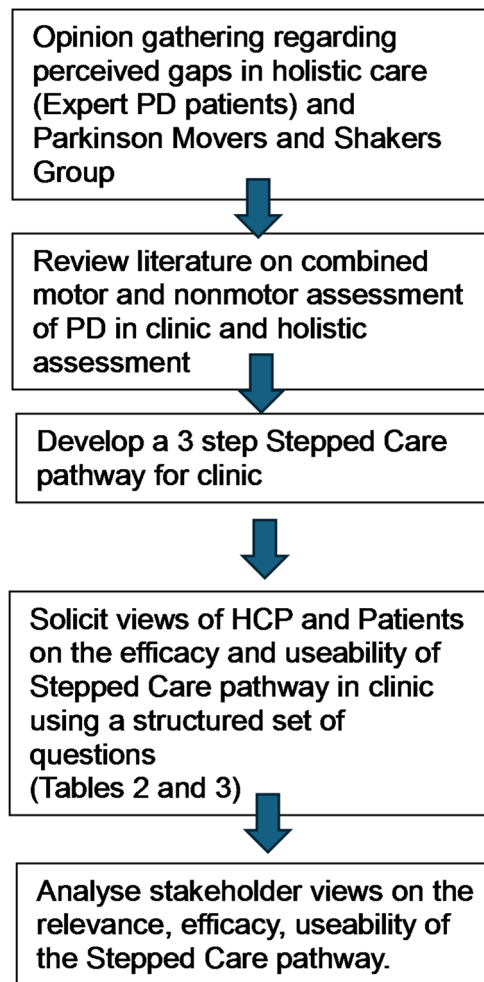 Opinion gathering regarding
perceived gaps in holistic care
(Expert PD patients) and
Parkinson Movers and Shakers
Group
Review literature on combined
motor and nonmotor assessment
of PD in clinic and holistic
assessment
Develop a 3 step Stepped Care
pathway for clinic
Solicit views of HCP and Patients
on the efficacy and useability of
Stepped Care pathway in clinic
using a structured set of
questions
(Tables 2 and 3)
Analyse stakeholder views on the
relevance, efficacy, useability of
the Stepped Care pathway.